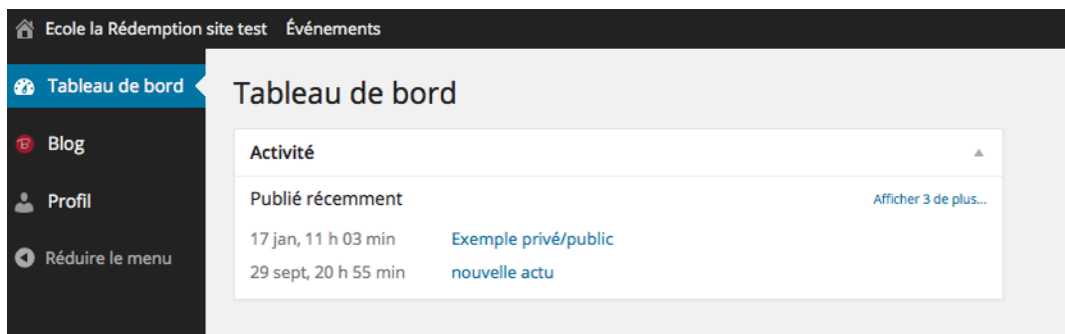 Ecole la Rédemption site test Événements
Tableau de bord
Blog
Profil
Réduire le menu
Tableau de bord
Activité
Publié récemment Afficher 3 de plus...
17 jan, 11 h 03 min Exemple privé/public
29 sept, 20 h 55 min nouvelle actu